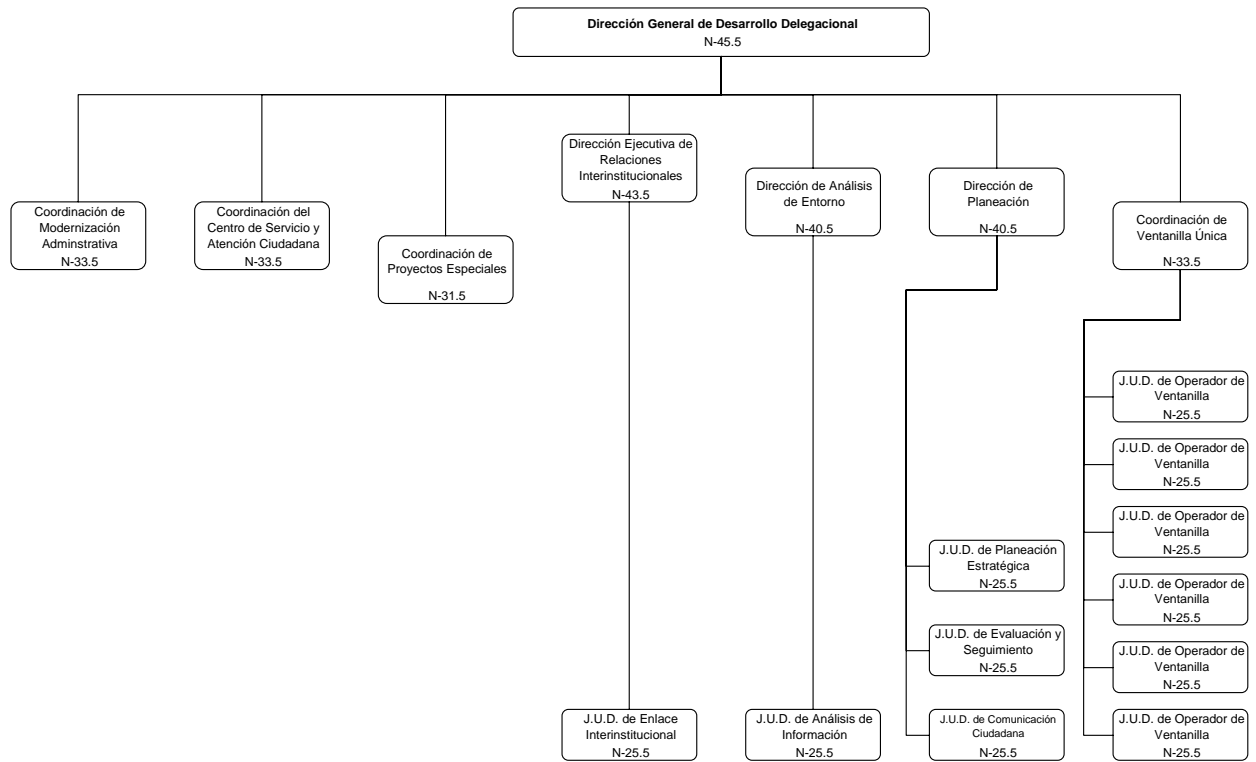 Dirección General de Desarrollo Delegacional
N-45.5
Dirección Ejecutiva de
Relaciones
Interinstitucionales
N-43.5
Dirección de Análisis
de Entorno
N-40.5
Dirección de
Planeación
N-40.5
Coordinación de
Modernización
Adminstrativa
N-33.5
Coordinación del
Centro de Servicio y
Atención Ciudadana
N-33.5
Coordinación de
Proyectos Especiales
N-31.5
Coordinación de
Ventanilla Única
N-33.5
J.U.D. de Operador de
Ventanilla
N-25.5
J.U.D. de Operador de
Ventanilla
N-25.5
J.U.D. de Operador de
Ventanilla
N-25.5
J.U.D. de Planeación
Estratégica
N-25.5
J.U.D. de Operador de
Ventanilla
N-25.5
J.U.D. de Evaluación y
Seguimiento
N-25.5
J.U.D. de Operador de
Ventanilla
N-25.5
J.U.D. de Enlace
Interinstitucional
N-25.5
J.U.D. de Análisis de
Información
N-25.5
J.U.D. de Comunicación
Ciudadana
N-25.5
J.U.D. de Operador de
Ventanilla
N-25.5